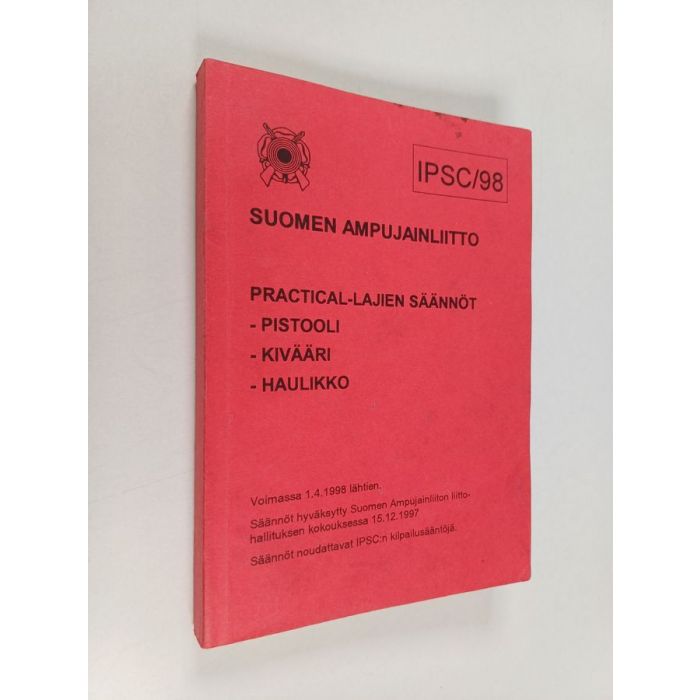 IPSC/98
SUOMEN AMPUJAINLIITTO
PRACTICAL-LAJIEN SÄÄNNÖT
- PISTOOLI
- KIVÄÄRI
- HAULIKKO
Voimassa 1.4.1998 lähtien.
Säännöt hyväksytty Suomen Ampujainliiton liitto-
hallituksen kokouksessa 15.12.1997
Säännöt noudattavat IPSC:n kilpailusääntöjä.